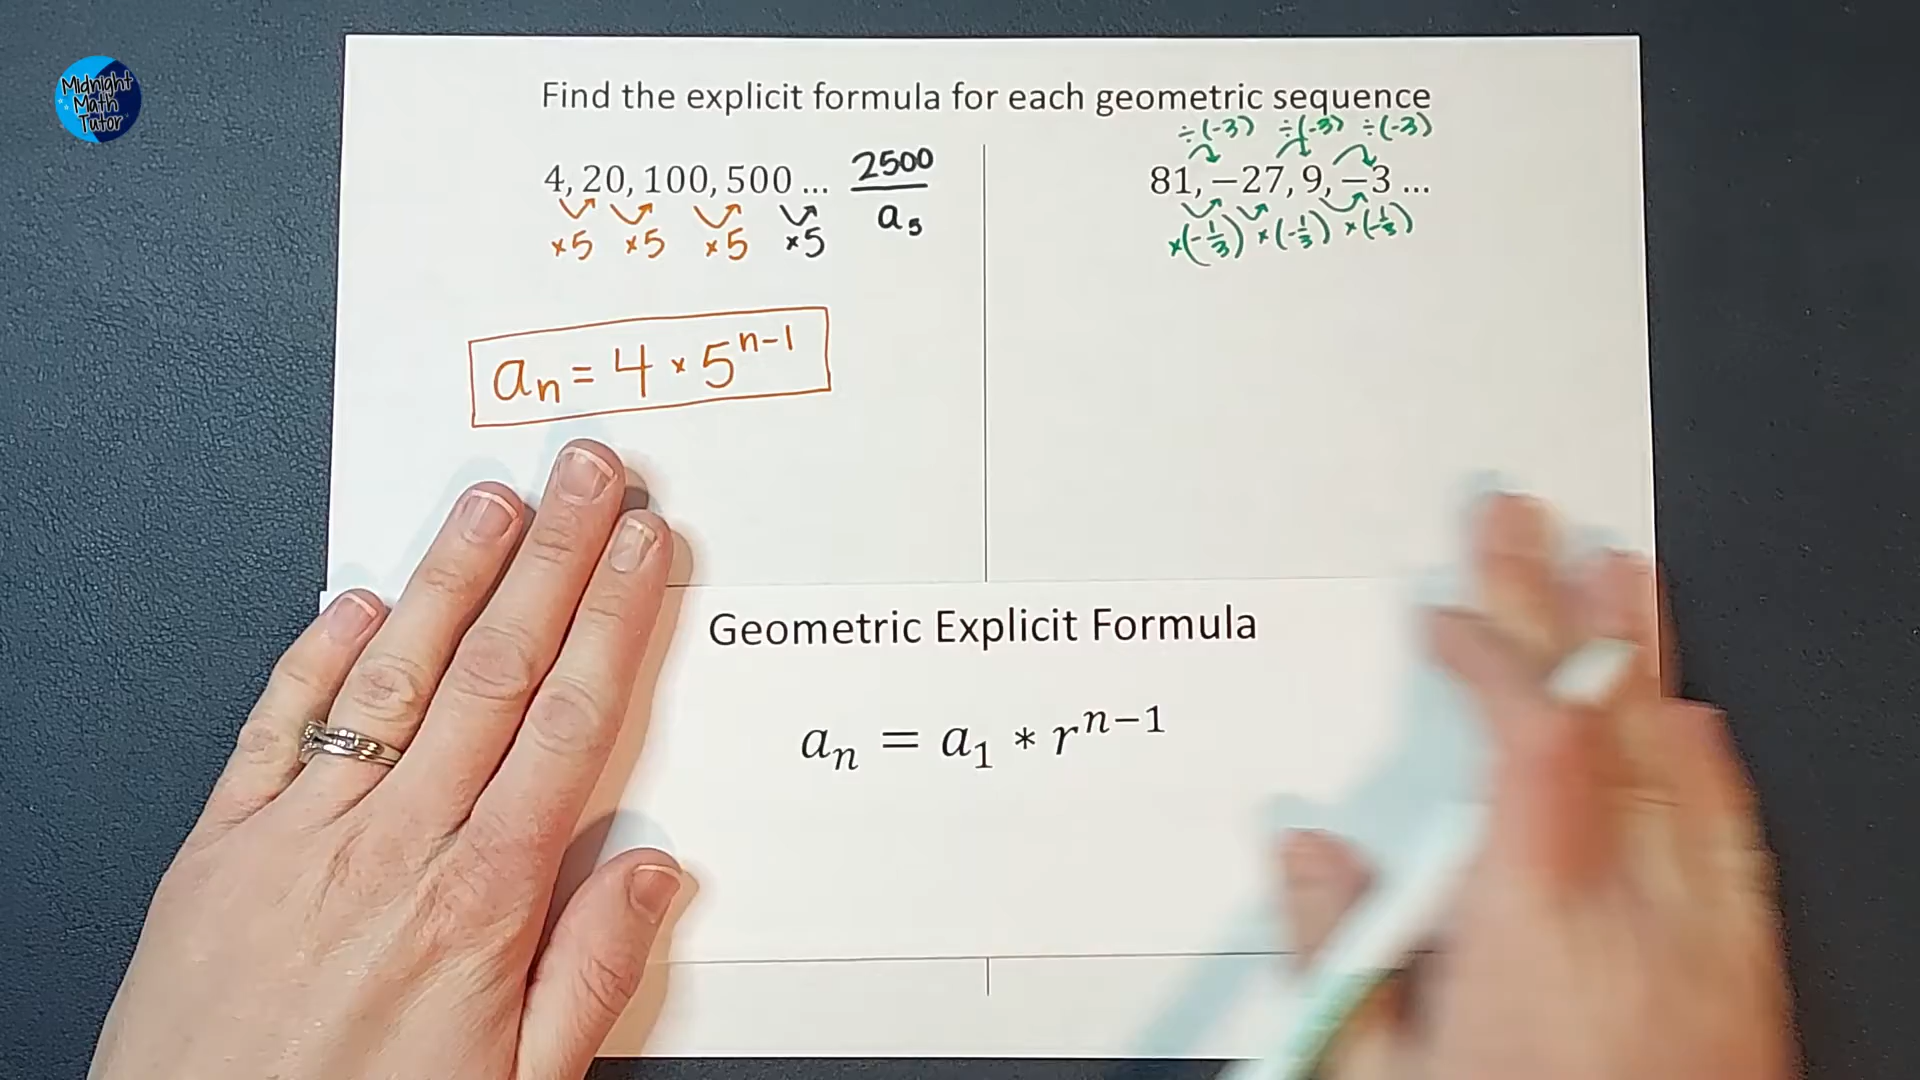 Midnight
Math
Tutor
Find the explicit formula for each geometric sequence
4, 20, 100, 500 ... 2500
a₅
×5 ×5 ×5 ×5
aₙ = 4 × 5ⁿ⁻¹
÷(-3) ÷(-3) ÷(-3)
81, −27, 9, −3 ...
×(-1/3) ×(-1/3) ×(-1/3)
Geometric Explicit Formula
aₙ = a₁ * rⁿ⁻¹